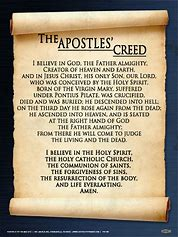 THE APOSTLES'
CREED
I BELIEVE IN GOD, THE FATHER ALMIGHTY,
CREATOR OF HEAVEN AND EARTH,
AND IN JESUS CHRIST, HIS ONLY SON, OUR LORD,
WHO WAS CONCEIVED BY THE HOLY SPIRIT,
BORN OF THE VIRGIN MARY, SUFFERED
UNDER PONTIUS PILATE, WAS CRUCIFIED,
DIED AND WAS BURIED; HE DESCENDED INTO HELL;
ON THE THIRD DAY HE ROSE AGAIN FROM THE DEAD;
HE ASCENDED INTO HEAVEN, AND IS SEATED
AT THE RIGHT HAND OF GOD
THE FATHER ALMIGHTY;
FROM THERE HE WILL COME TO JUDGE
THE LIVING AND THE DEAD.
I BELIEVE IN THE HOLY SPIRIT,
THE HOLY CATHOLIC CHURCH,
THE COMMUNION OF SAINTS,
THE FORGIVENESS OF SINS,
THE RESURRECTION OF THE BODY,
AND LIFE EVERLASTING.
AMEN.